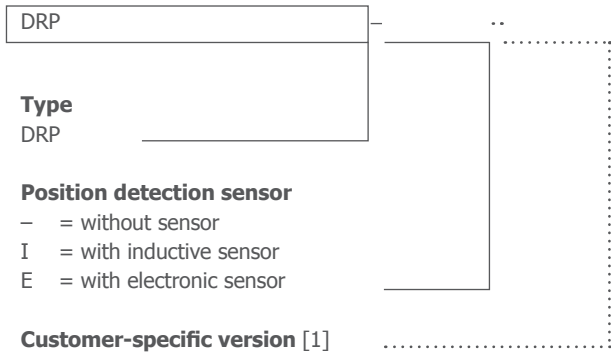 DRP – ..
Type
DRP
Position detection sensor
– = without sensor
I = with inductive sensor
E = with electronic sensor
Customer-specific version [1]